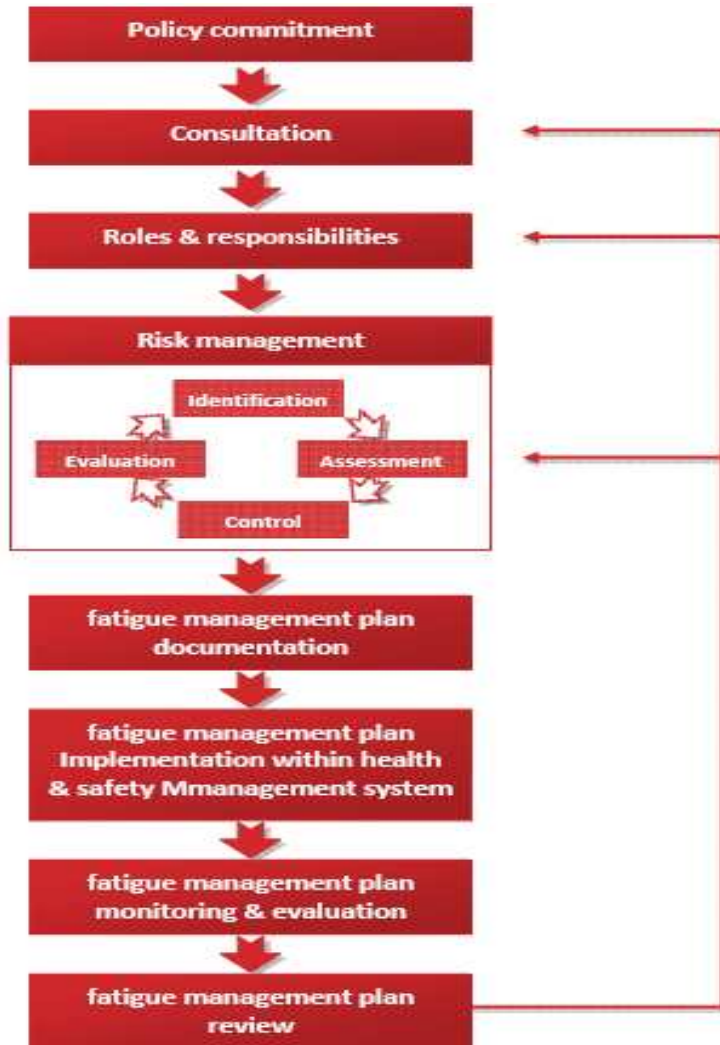 Policy commitment
Consultation
Roles & responsibilities
Risk management
Identification
Evaluation
Assessment
Control
fatigue management plan
documentation
fatigue management plan
Implementation within health
& safety Mmanagement system
fatigue management plan
monitoring & evaluation
fatigue management plan
review